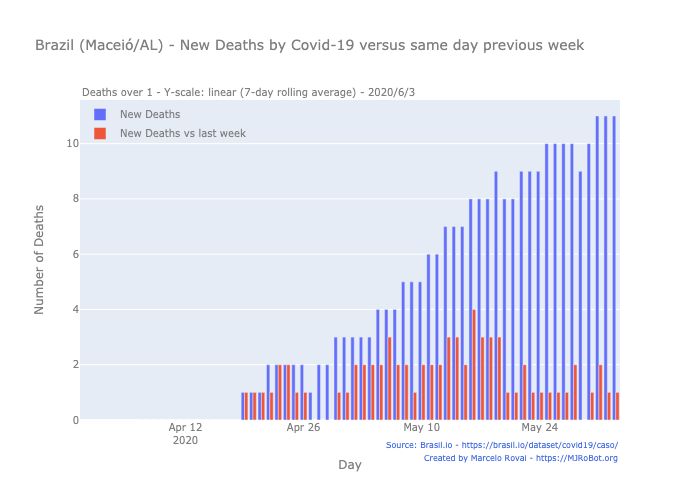 Brazil (Maceió/AL) - New Deaths by Covid-19 versus same day previous week
Deaths over 1 - Y-scale: linear (7-day rolling average) - 2020/6/3
New Deaths
New Deaths vs last week
Number of Deaths
10
8
6
4
2
0
Apr 12
2020
Apr 26
May 10
May 24
Day
Source: Brasil.io - https://brasil.io/dataset/covid19/caso/
Created by Marcelo Rovai - https://MJRoBot.org